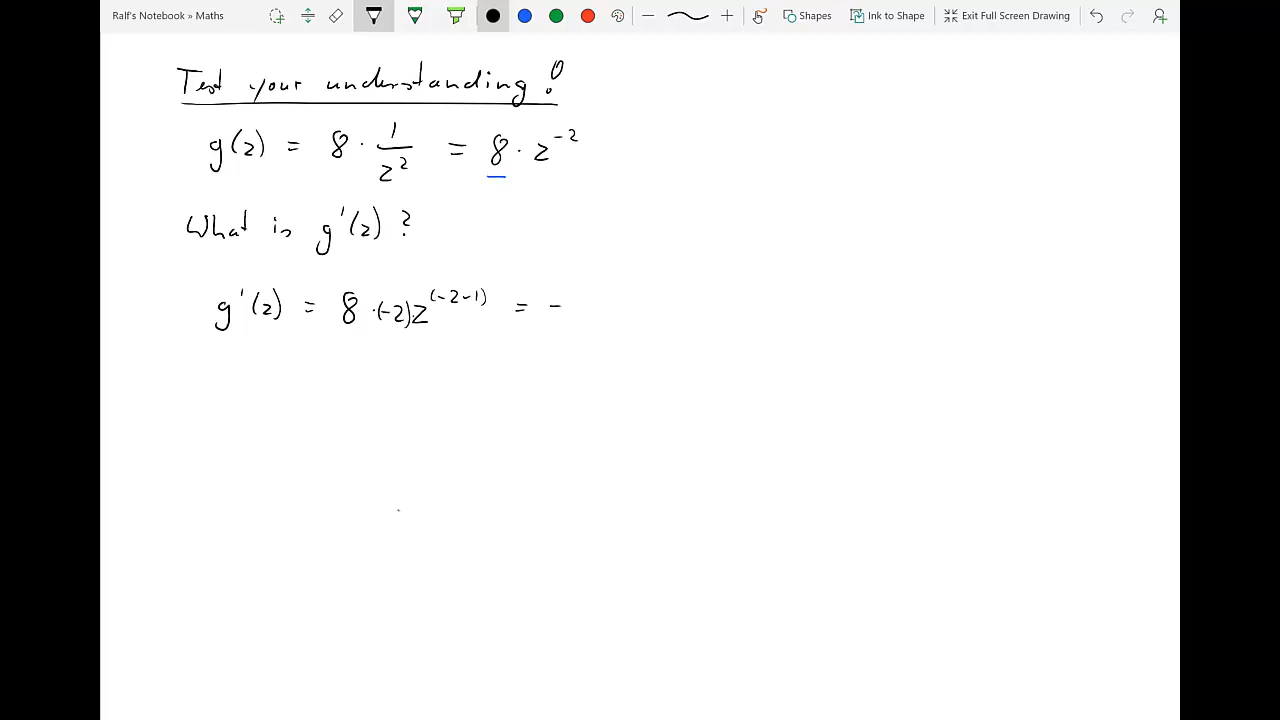 Ralf's Notebook » Maths Shapes Ink to Shape Exit Full Screen Drawing
Test your understanding!
g(z) = 8 · 1/z² = 8 · z⁻²
What is g'(z) ?
g'(z) = 8 ·(-2)·z⁽⁻²⁻¹⁾ = -